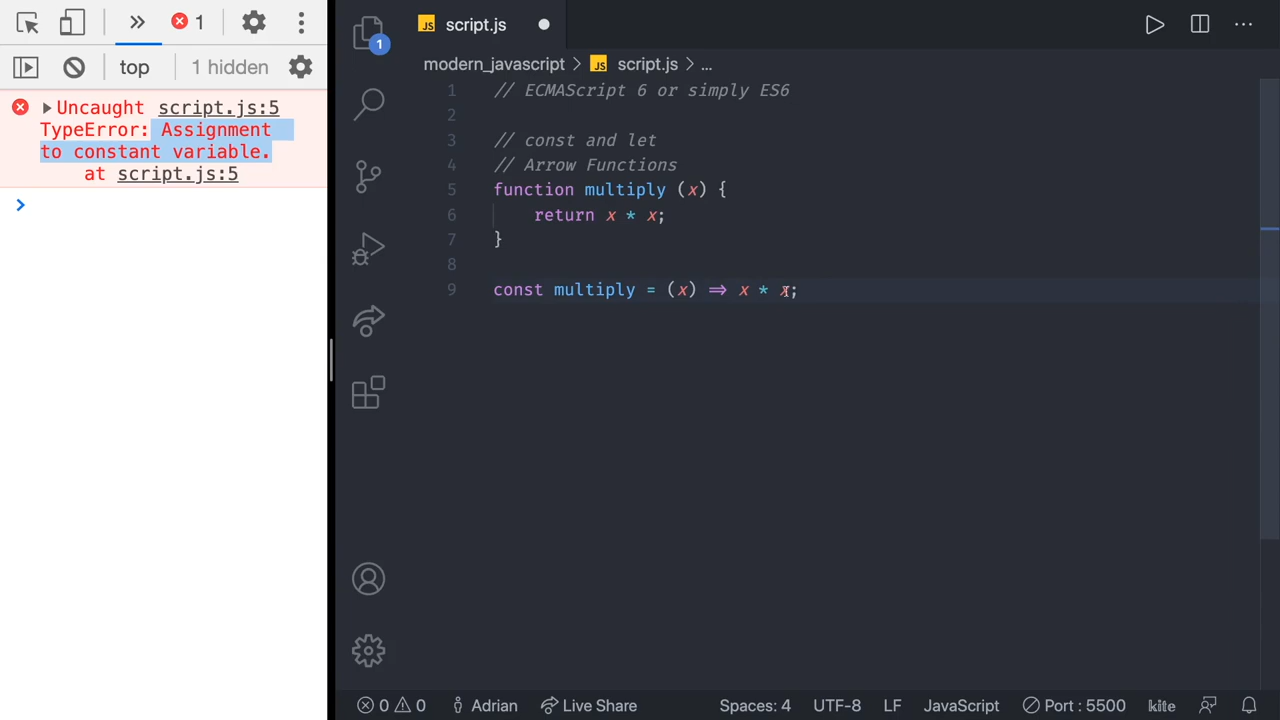 1
top
1 hidden
Uncaught script.js:5
TypeError: Assignment
to constant variable.
at script.js:5
1
JS script.js
modern_javascript > JS script.js > ...
1 // ECMAScript 6 or simply ES6
2
3 // const and let
4 // Arrow Functions
5 function multiply (x) {
6 return x * x;
7 }
8
9 const multiply = (x) => x * x;
0 0 Adrian Live Share Spaces: 4 UTF-8 LF JavaScript Port : 5500 kite